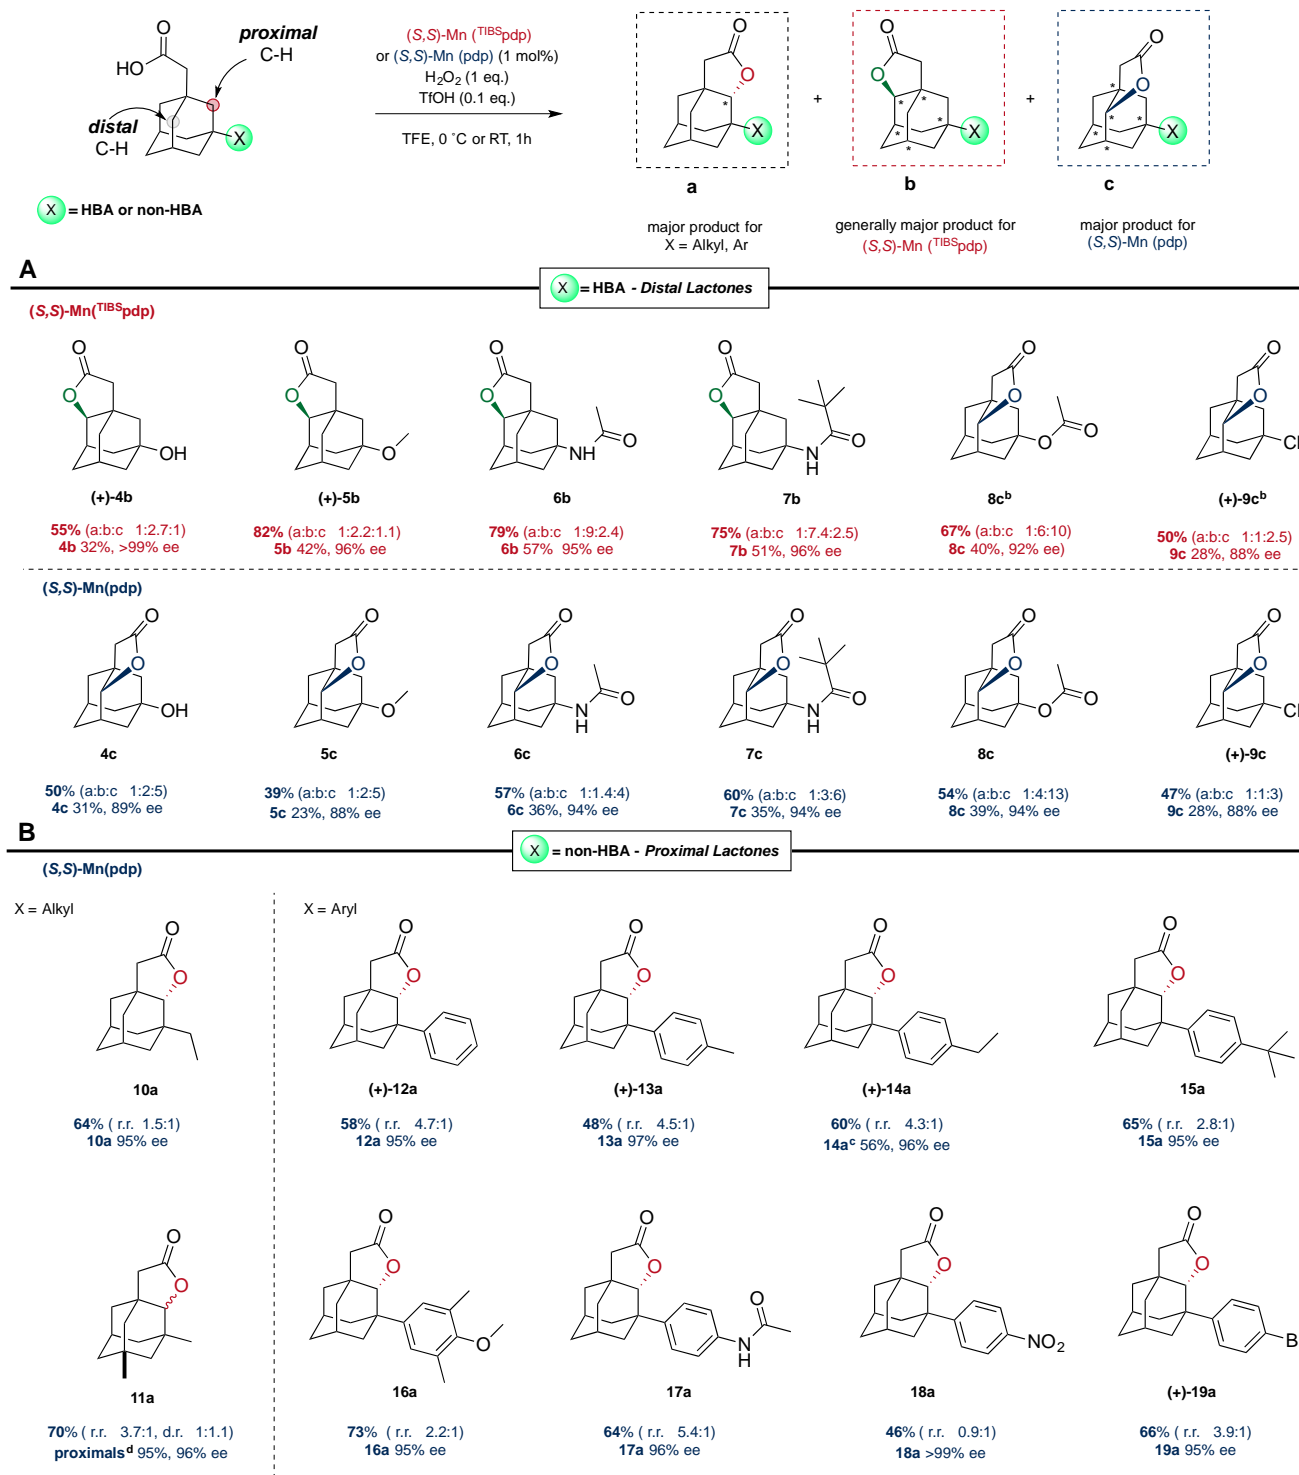 O
HO
proximal
C-H
distal
C-H
X
X = HBA or non-HBA
(S,S)-Mn (TIBSpdp)
or (S,S)-Mn (pdp) (1 mol%)
H2O2 (1 eq.)
TfOH (0.1 eq.)
TFE, 0 °C or RT, 1h
O
O
*
X
a
major product for
X = Alkyl, Ar
+
O
O
* * * * *
X
b
generally major product for
(S,S)-Mn (TIBSpdp)
+
O
O
* * * * *
X
c
major product for
(S,S)-Mn (pdp)
A
X = HBA - Distal Lactones
(S,S)-Mn(TIBSpdp)
O
O
OH
O
O
O
O
O
NH
O
O
O
N
H
O
O
O
O
O
O
O
Cl
(+)-4b
(+)-5b
6b
7b
8cb
(+)-9cb
55% (a:b:c 1:2.7:1)
4b 32%, >99% ee
82% (a:b:c 1:2.2:1.1)
5b 42%, 96% ee
79% (a:b:c 1:9:2.4)
6b 57% 95% ee
75% (a:b:c 1:7.4:2.5)
7b 51%, 96% ee
67% (a:b:c 1:6:10)
8c 40%, 92% ee)
50% (a:b:c 1:1:2.5)
9c 28%, 88% ee
(S,S)-Mn(pdp)
O
O
OH
O
O
O
O
O
N
H
O
O
O
N
H
O
O
O
O
O
O
O
Cl
4c
5c
6c
7c
8c
(+)-9c
50% (a:b:c 1:2:5)
4c 31%, 89% ee
39% (a:b:c 1:2:5)
5c 23%, 88% ee
57% (a:b:c 1:1.4:4)
6c 36%, 94% ee
60% (a:b:c 1:3:6)
7c 35%, 94% ee
54% (a:b:c 1:4:13)
8c 39%, 94% ee
47% (a:b:c 1:1:3)
9c 28%, 88% ee
B
X = non-HBA - Proximal Lactones
(S,S)-Mn(pdp)
X = Alkyl
X = Aryl
O
O
O
O
O
O
O
O
O
O
10a
(+)-12a
(+)-13a
(+)-14a
15a
64% ( r.r. 1.5:1)
10a 95% ee
58% ( r.r. 4.7:1)
12a 95% ee
48% ( r.r. 4.5:1)
13a 97% ee
60% ( r.r. 4.3:1)
14ac 56%, 96% ee
65% ( r.r. 2.8:1)
15a 95% ee
O
O
O
O
O
O
O
N
H
O
O
O
NO2
O
O
B
11a
16a
17a
18a
(+)-19a
70% ( r.r. 3.7:1, d.r. 1:1.1)
proximalsd 95%, 96% ee
73% ( r.r. 2.2:1)
16a 95% ee
64% ( r.r. 5.4:1)
17a 96% ee
46% ( r.r. 0.9:1)
18a >99% ee
66% ( r.r. 3.9:1)
19a 95% ee